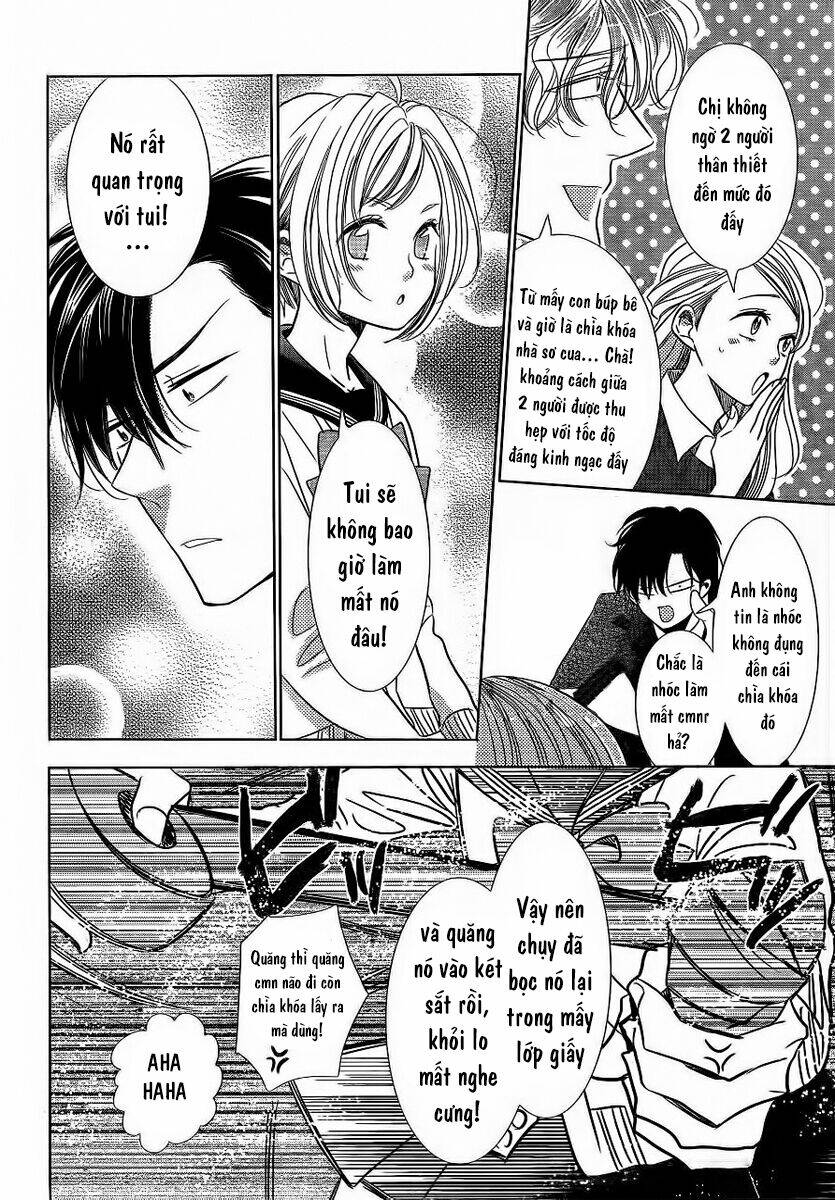 Chị không
ngờ 2 người
thân thiết
đến mức đó
đấy
Từ mấy con búp bê
và giờ là chìa khóa
nhà sơ cua... Chà!
khoảng cách giữa
2 người được thu
hẹp với tốc độ
đáng kinh ngạc đấy
Anh không
tin là nhóc
không đụng
đến cái
chìa khóa
đó
Chắc là
nhóc làm
mất cmnr
hả?
Tui sẽ
không bao
giờ làm
mất nó
đâu!
Nó rất
quan trọng
với tui!
...
Vậy nên
chụy đã
bọc nó lại
trong mấy
lớp giấy
và quăng
nó vào két
sắt rồi,
khỏi lo
mất nghe
cưng!
Quăng thì quăng
cmn nào đi còn
chìa khóa lấy ra
mà dùng!
AHA
HAHA